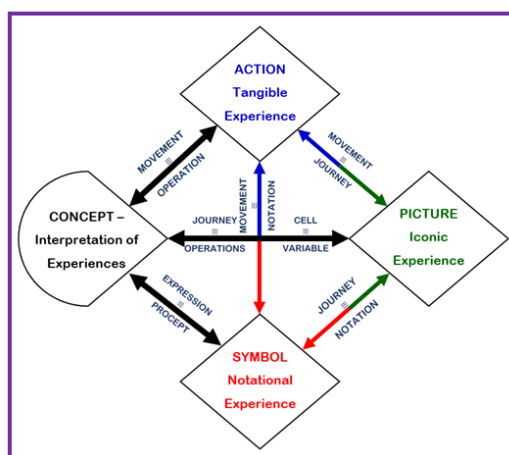 ACTION
Tangible
Experience
MOVEMENT
≡
OPERATION
MOVEMENT
≡
JOURNEY
MOVEMENT
≡
NOTATION
CONCEPT –
Interpretation of
Experiences
JOURNEY
≡
OPERATIONS
CELL
≡
VARIABLE
PICTURE
Iconic
Experience
EXPRESSION
≡
PROCEPT
JOURNEY
≡
NOTATION
SYMBOL
Notational
Experience